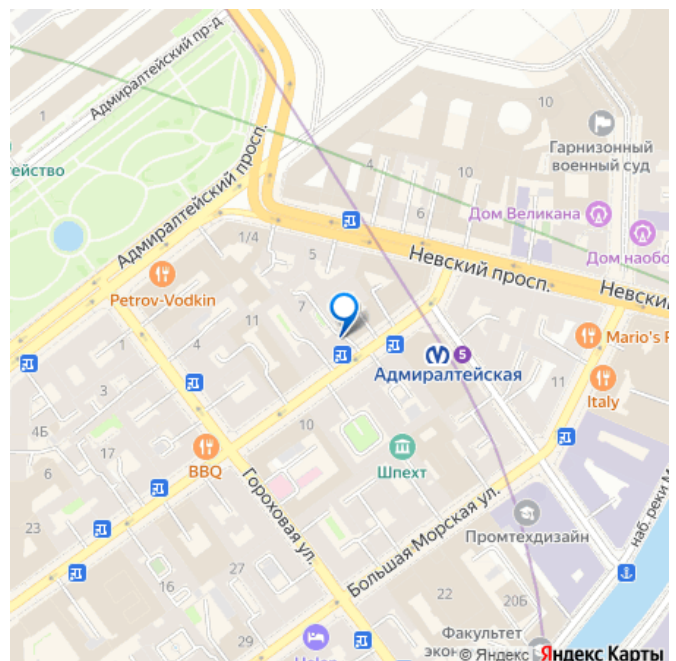 Адмиралтейский пр-д
1
ейство
Адмиралтейский просп.
10
Гарнизонный
военный суд
4
10
6
Дом Великана
Дом наобо
1/4
5
Невский просп.
Невски
Petrov-Vodkin
7
11
1
4
Mario's P
5
Адмиралтейская
3
11
Italy
4Б
17
10
BBQ
Шпехт
6
Гороховая ул.
Большая Морская ул.
23
Промтехдизайн
наб. реки М
27
16
22
20Б
29
Факультет
экон
© Яндекс Яндекс Карты